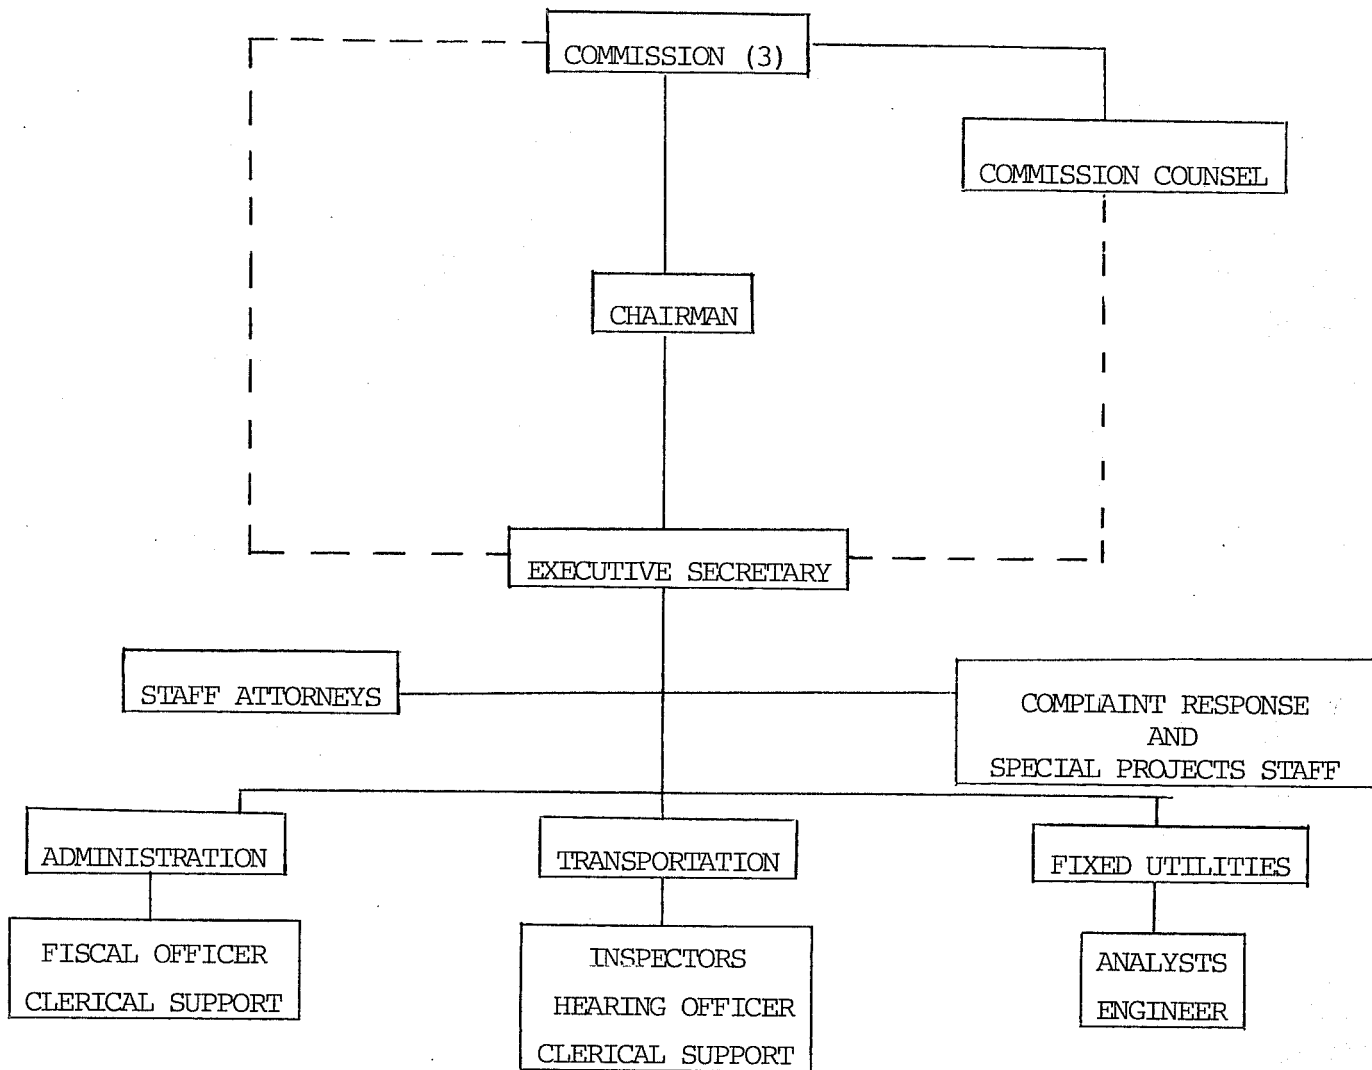 COMMISSION (3)
COMMISSION COUNSEL
CHAIRMAN
EXECUTIVE SECRETARY
STAFF ATTORNEYS
COMPLAINT RESPONSE
AND
SPECIAL PROJECTS STAFF
ADMINISTRATION
TRANSPORTATION
FIXED UTILITIES
FISCAL OFFICER
CLERICAL SUPPORT
INSPECTORS
HEARING OFFICER
CLERICAL SUPPORT
ANALYSTS
ENGINEER